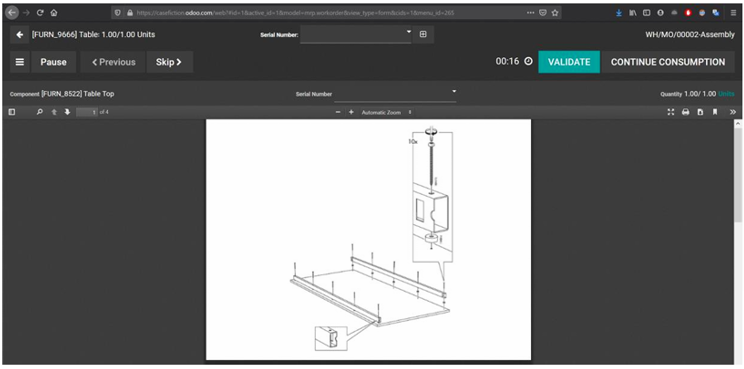 https://casefiction.odoo.com/web/#id=1&active_id=1&model=mrp.workorder&view_type=form&cids=1&menu_id=265
[FURN_9666] Table: 1.00/1.00 Units
Serial Number:
WH/MO/00002-Assembly
Pause
Previous
Skip
00:16
VALIDATE
CONTINUE CONSUMPTION
Component [FURN_8522] Table Top
Serial Number
Quantity 1.00/ 1.00 Units
1 of 4
Automatic Zoom
10x